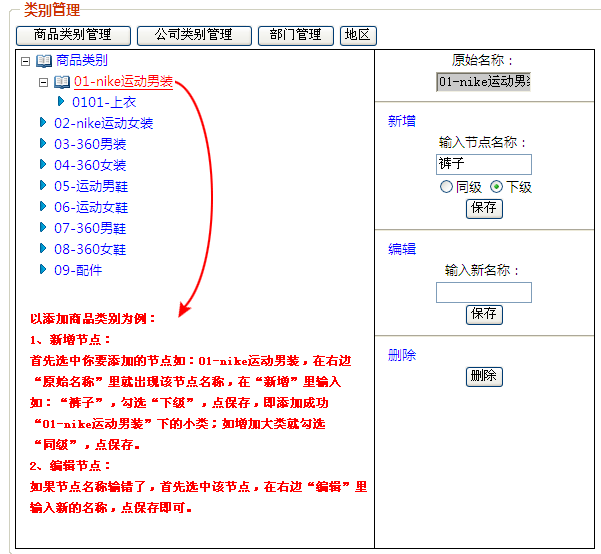 类别管理
商品类别管理 公司类别管理 部门管理 地区
商品类别
01-nike运动男装
0101-上衣
02-nike运动女装
03-360男装
04-360女装
05-运动男鞋
06-运动女鞋
07-360男鞋
08-360女鞋
09-配件
以添加商品类别为例：
1、新增节点：
首先选中你要添加的节点如：01-nike运动男装，在右边
“原始名称”里就出现该节点名称，在“新增”里输入
如：“裤子”，勾选“下级”，点保存，即添加成功
“01-nike运动男装”下的小类；如增加大类就勾选
“同级”，点保存。
2、编辑节点：
如果节点名称输错了，首先选中该节点，在右边“编辑”里
输入新的名称，点保存即可。
原始名称：
01-nike运动男
新增
输入节点名称：
裤子
同级 下级
保存
编辑
输入新名称：
保存
删除
删除